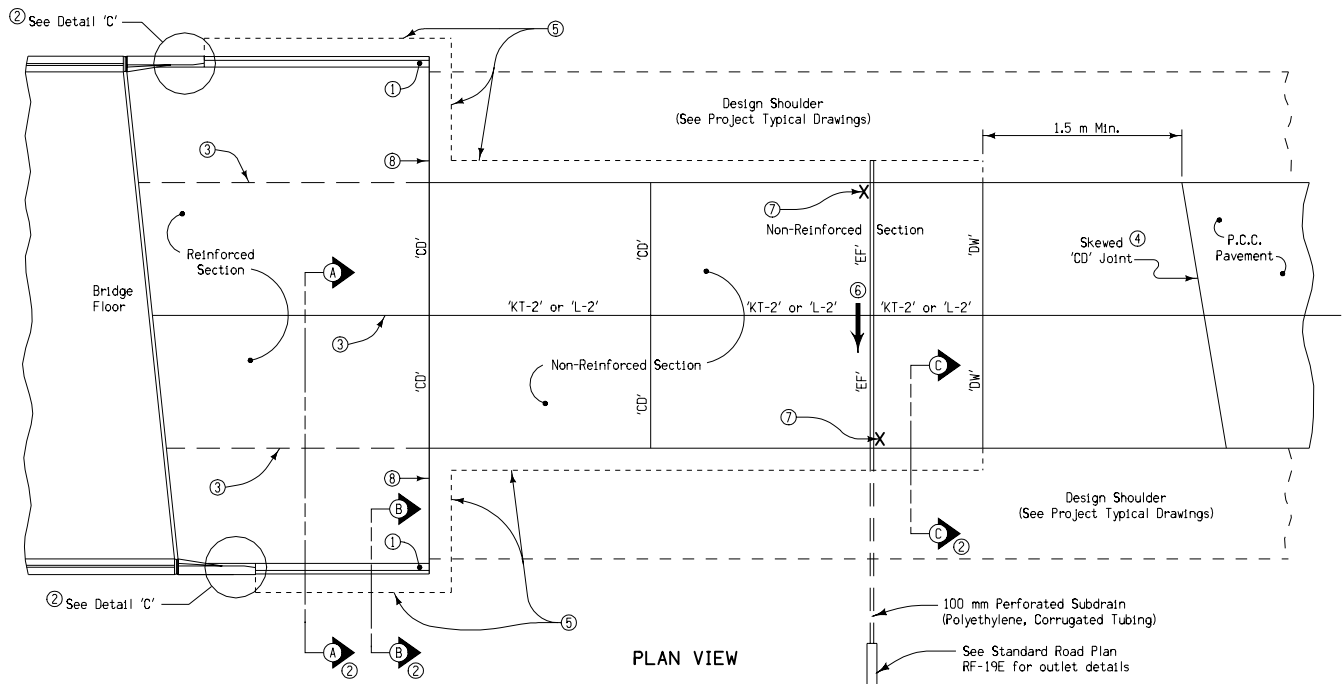 ② See Detail 'C'
⑤
①
Design Shoulder
(See Project Typical Drawings)
1.5 m Min.
③
⑧
⑦
Non-Reinforced Section
Reinforced
Section
'CD'
'CD'
'EF'
'DW'
Skewed ④
'CD' Joint
P.C.C.
Pavement
A
Bridge
Floor
⑥
'KT-2' or 'L-2'
'KT-2' or 'L-2'
'KT-2' or 'L-2'
③
Non-Reinforced Section
'CD'
'CD'
'EF'
'DW'
C
⑦
③
⑧
B
Design Shoulder
(See Project Typical Drawings)
①
C
②
② See Detail 'C'
⑤
100 mm Perforated Subdrain
(Polyethylene, Corrugated Tubing)
A
②
B
②
PLAN VIEW
See Standard Road Plan
RF-19E for outlet details